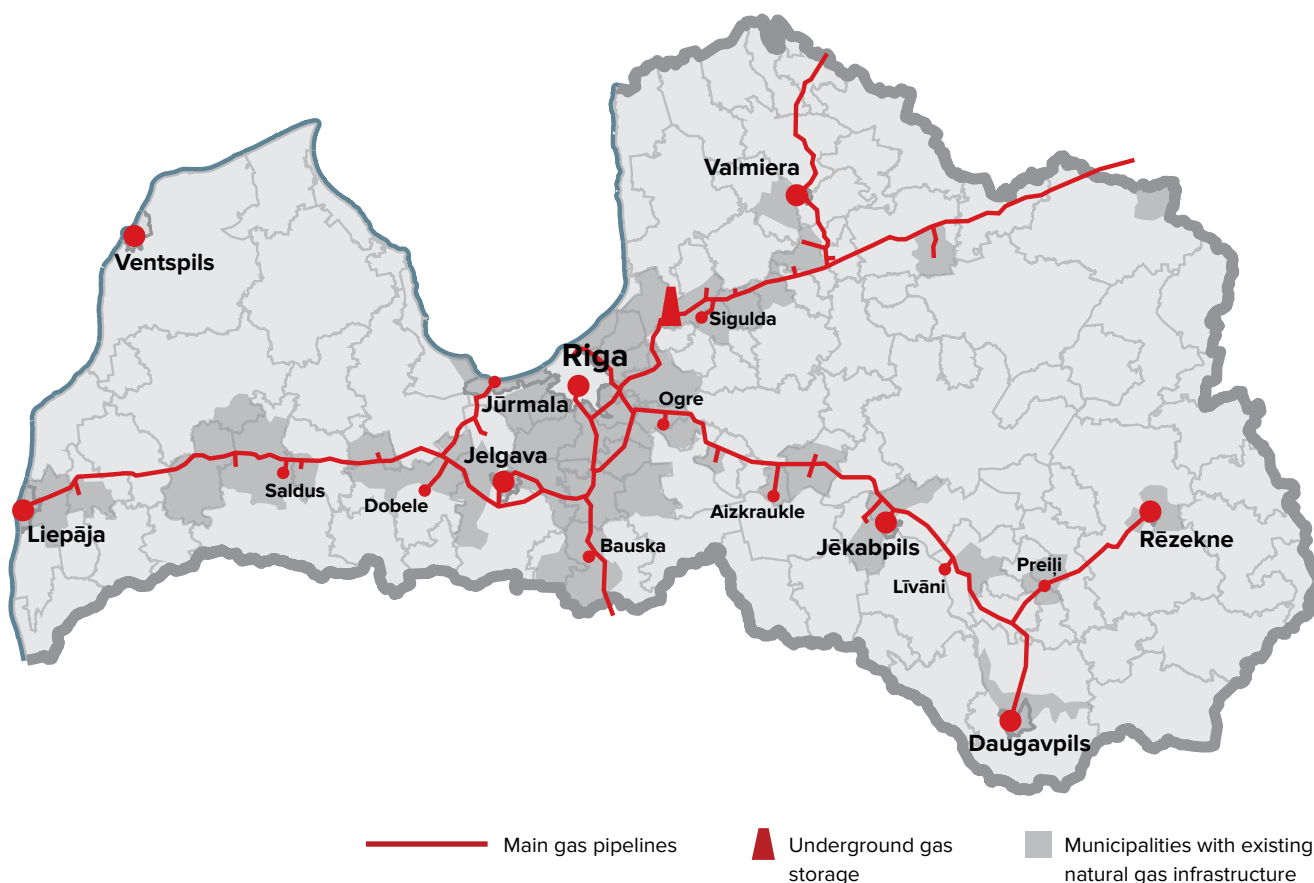 Valmiera
Ventspils
Sigulda
Riga
Ogre
Jūrmala
Jelgava
Saldus
Dobele
Aizkraukle
Liepāja
Bauska
Jēkabpils
Rēzekne
Preiļi
Līvāni
Daugavpils
Main gas pipelines
Underground gas
storage
Municipalities with existing
natural gas infrastructure